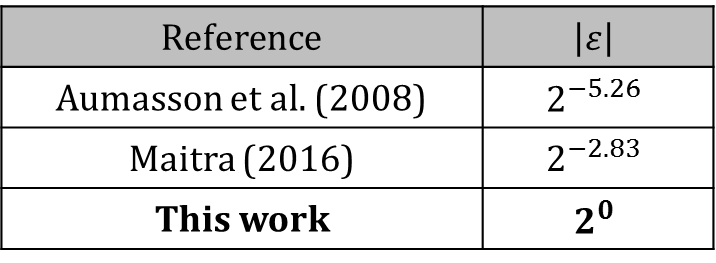 Reference |ε|
Aumasson et al. (2008) 2^−5.26
Maitra (2016) 2^−2.83
This work 2^0